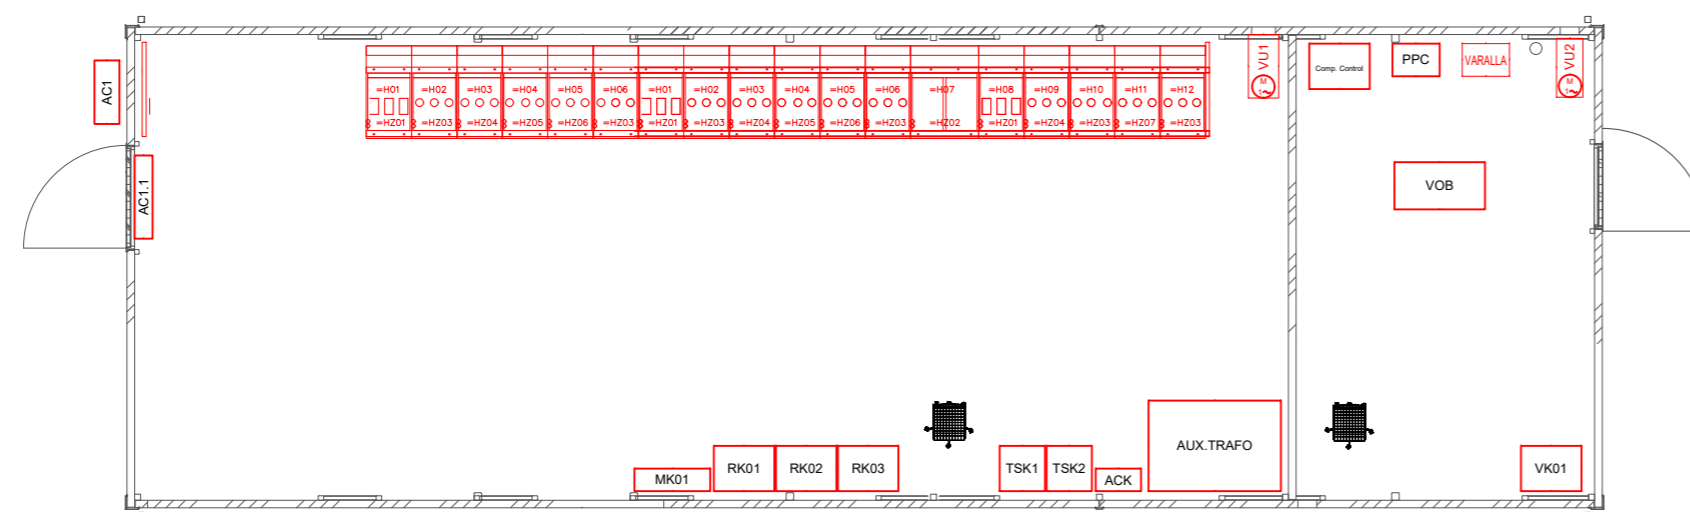 AC1
=H01 =H02 =H03 =H04 =H05 =H06 =H01 =H02 =H03 =H04 =H05 =H06 =H07 =H08 =H09 =H10 =H11 =H12
=HZ01 =HZ03 =HZ04 =HZ05 =HZ06 =HZ03 =HZ01 =HZ03 =HZ04 =HZ05 =HZ06 =HZ03 =HZ02 =HZ01 =HZ04 =HZ03 =HZ07 =HZ03
VU1
M
1
Comp. Control
PPC
VARALLA
VU2
M
1
AC1.1
VOB
MK01
RK01
RK02
RK03
TSK1
TSK2
ACK
AUX.TRAFO
VK01